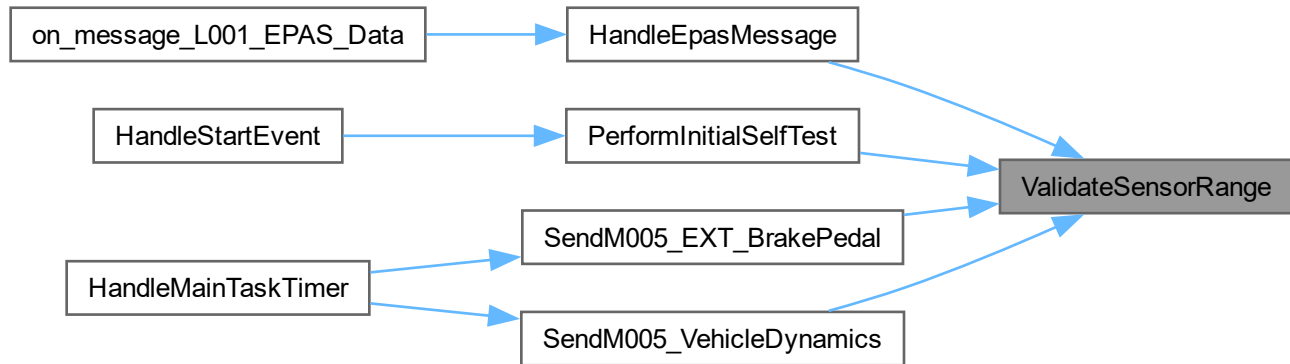 on_message_L001_EPAS_Data
HandleEpasMessage
HandleStartEvent
PerformInitialSelfTest
ValidateSensorRange
SendM005_EXT_BrakePedal
HandleMainTaskTimer
SendM005_VehicleDynamics